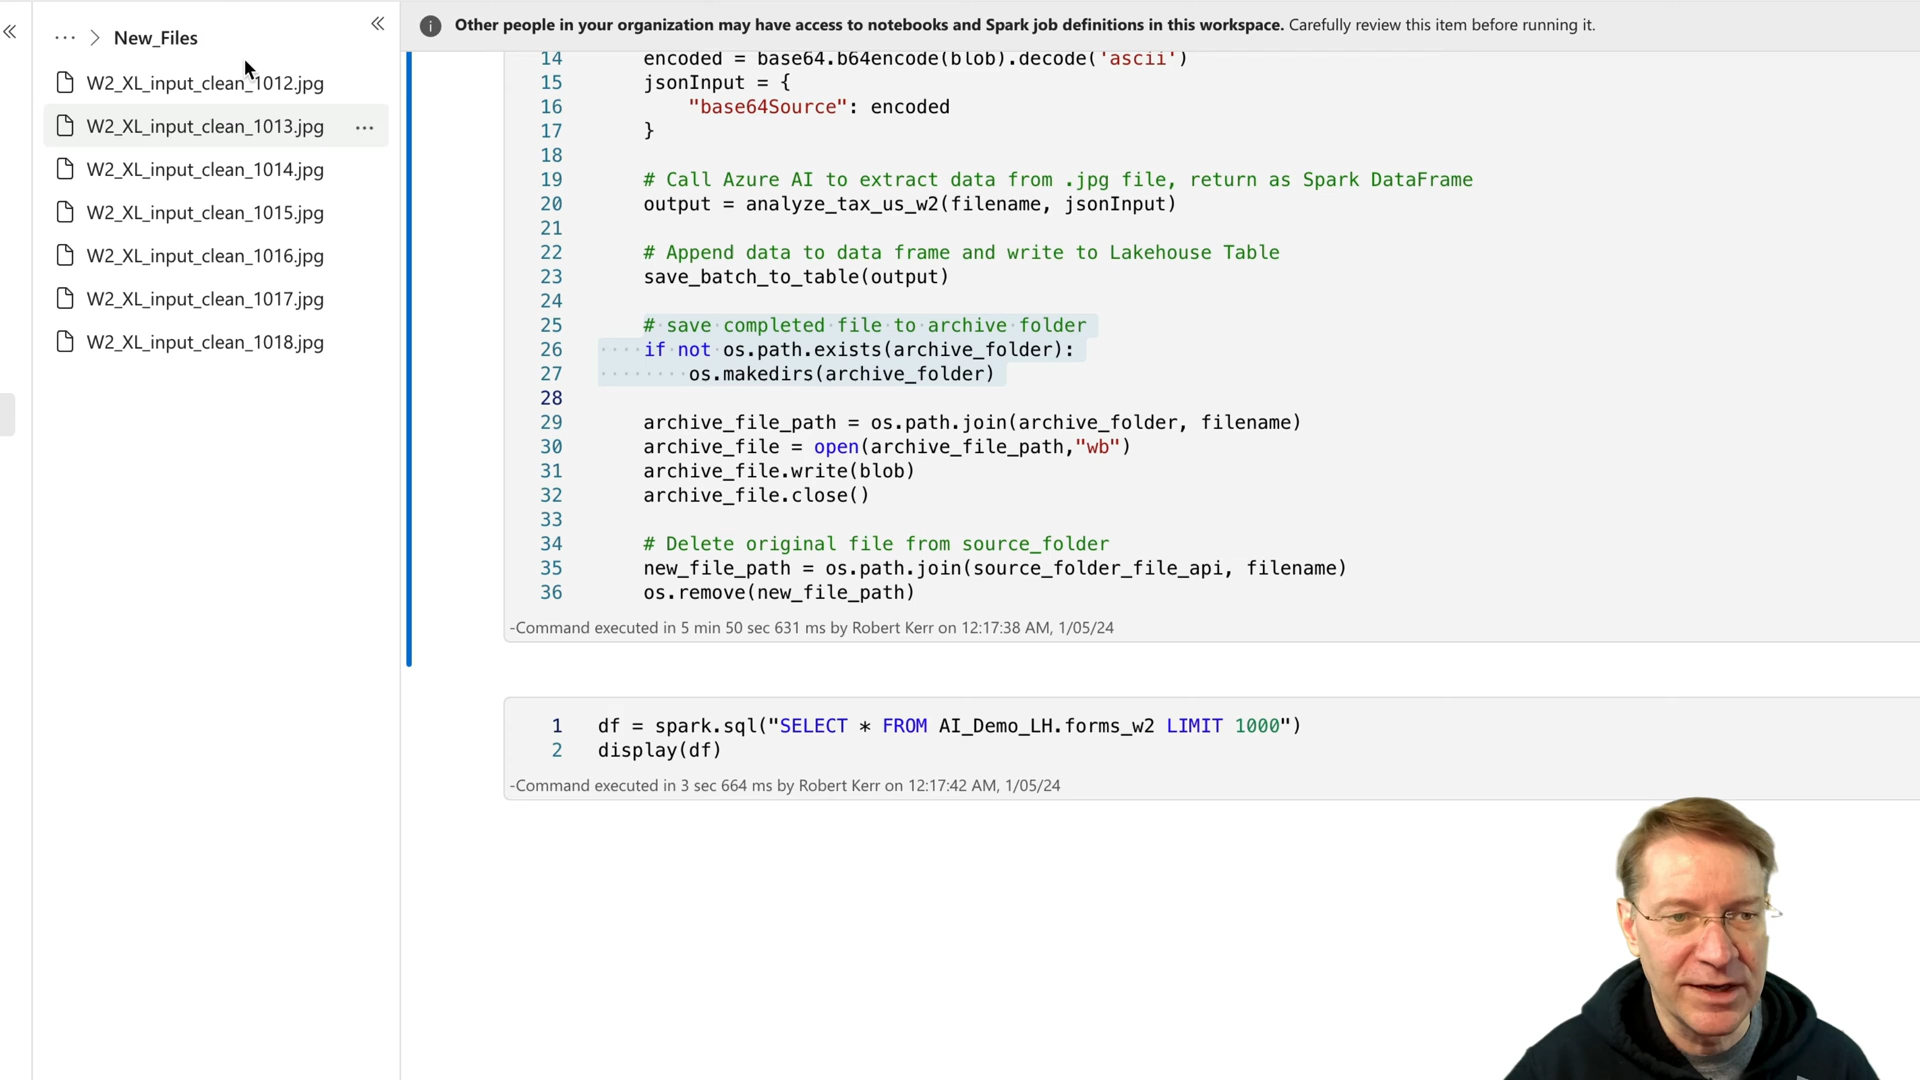 ··· > New_Files
W2_XL_input_clean_1012.jpg
W2_XL_input_clean_1013.jpg ···
W2_XL_input_clean_1014.jpg
W2_XL_input_clean_1015.jpg
W2_XL_input_clean_1016.jpg
W2_XL_input_clean_1017.jpg
W2_XL_input_clean_1018.jpg
Other people in your organization may have access to notebooks and Spark job definitions in this workspace. Carefully review this item before running it.
14 encoded = base64.b64encode(blob).decode('ascii')
15 jsonInput = {
16 "base64Source": encoded
17 }
18
19 # Call Azure AI to extract data from .jpg file, return as Spark DataFrame
20 output = analyze_tax_us_w2(filename, jsonInput)
21
22 # Append data to data frame and write to Lakehouse Table
23 save_batch_to_table(output)
24
25 # save completed file to archive folder
26 if not os.path.exists(archive_folder):
27 os.makedirs(archive_folder)
28
29 archive_file_path = os.path.join(archive_folder, filename)
30 archive_file = open(archive_file_path,"wb")
31 archive_file.write(blob)
32 archive_file.close()
33
34 # Delete original file from source_folder
35 new_file_path = os.path.join(source_folder_file_api, filename)
36 os.remove(new_file_path)
-Command executed in 5 min 50 sec 631 ms by Robert Kerr on 12:17:38 AM, 1/05/24
1 df = spark.sql("SELECT * FROM AI_Demo_LH.forms_w2 LIMIT 1000")
2 display(df)
-Command executed in 3 sec 664 ms by Robert Kerr on 12:17:42 AM, 1/05/24